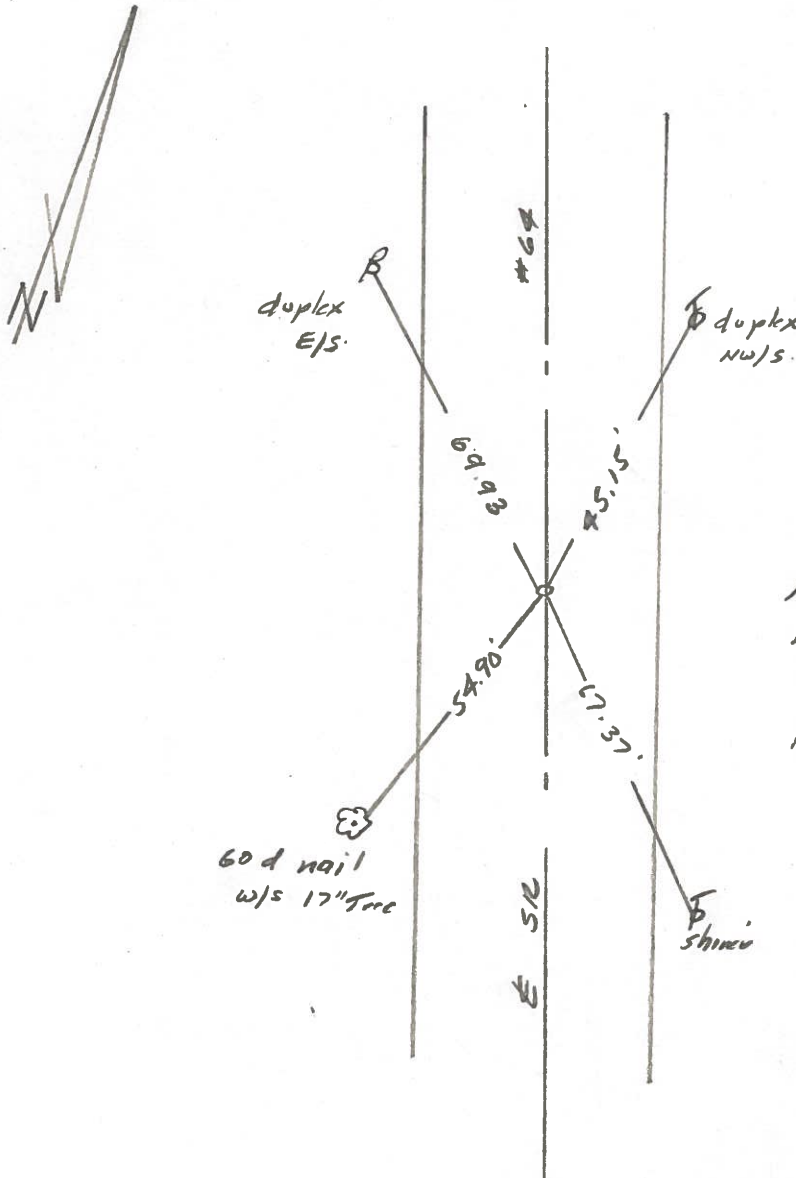 N
#64
duplex
E/S.
duplex
NW/S.
69.93
45.15'
54.90'
67.37'
60 d nail
W/S 17" Tree
℄ SR
shiner